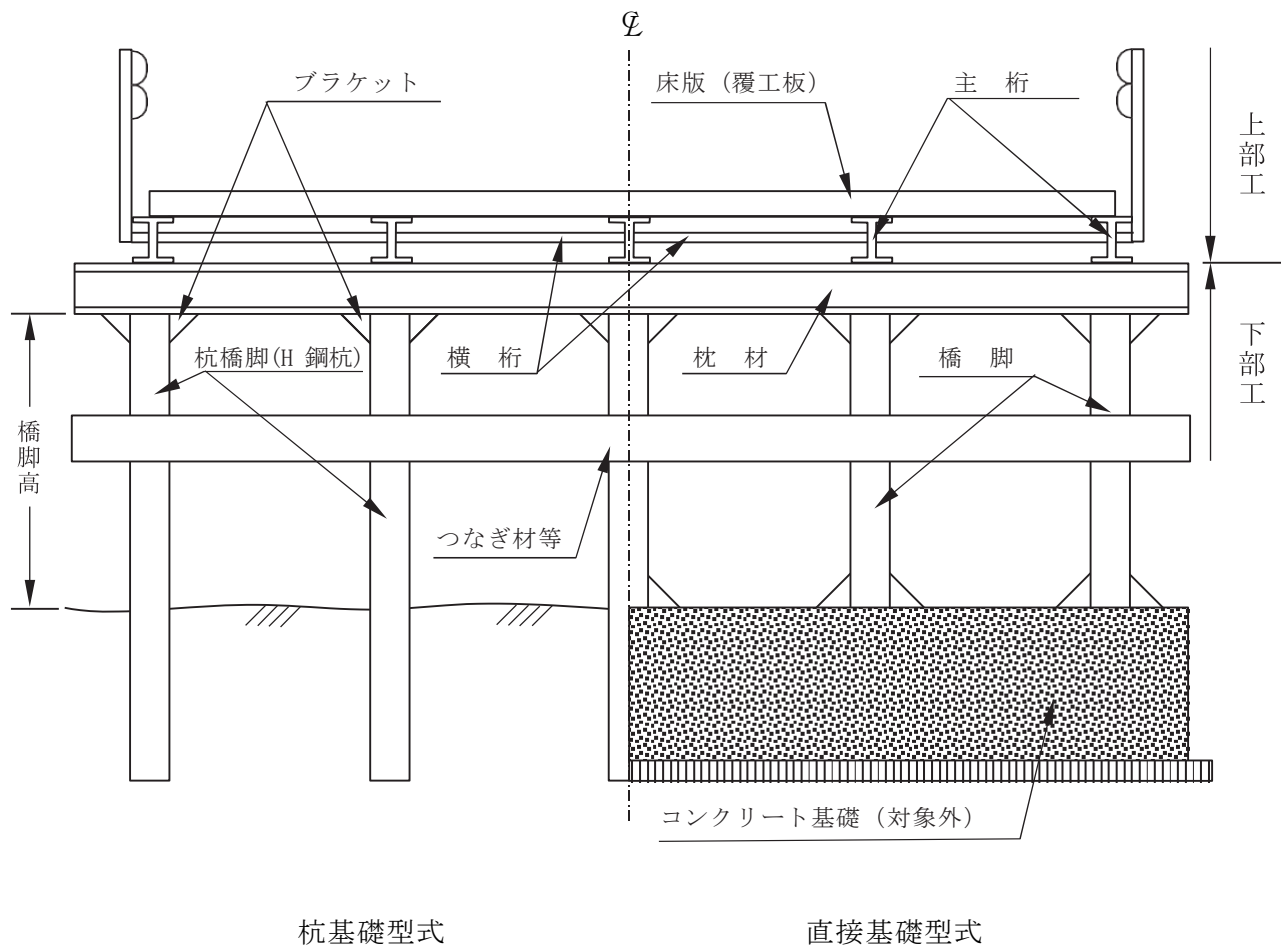 ℄
ブラケット
床版（覆工板）
主　桁
上部工
杭橋脚(H 鋼杭)
横　桁
枕　材
橋　脚
下部工
橋脚高
つなぎ材等
コンクリート基礎（対象外）
杭基礎型式
直接基礎型式